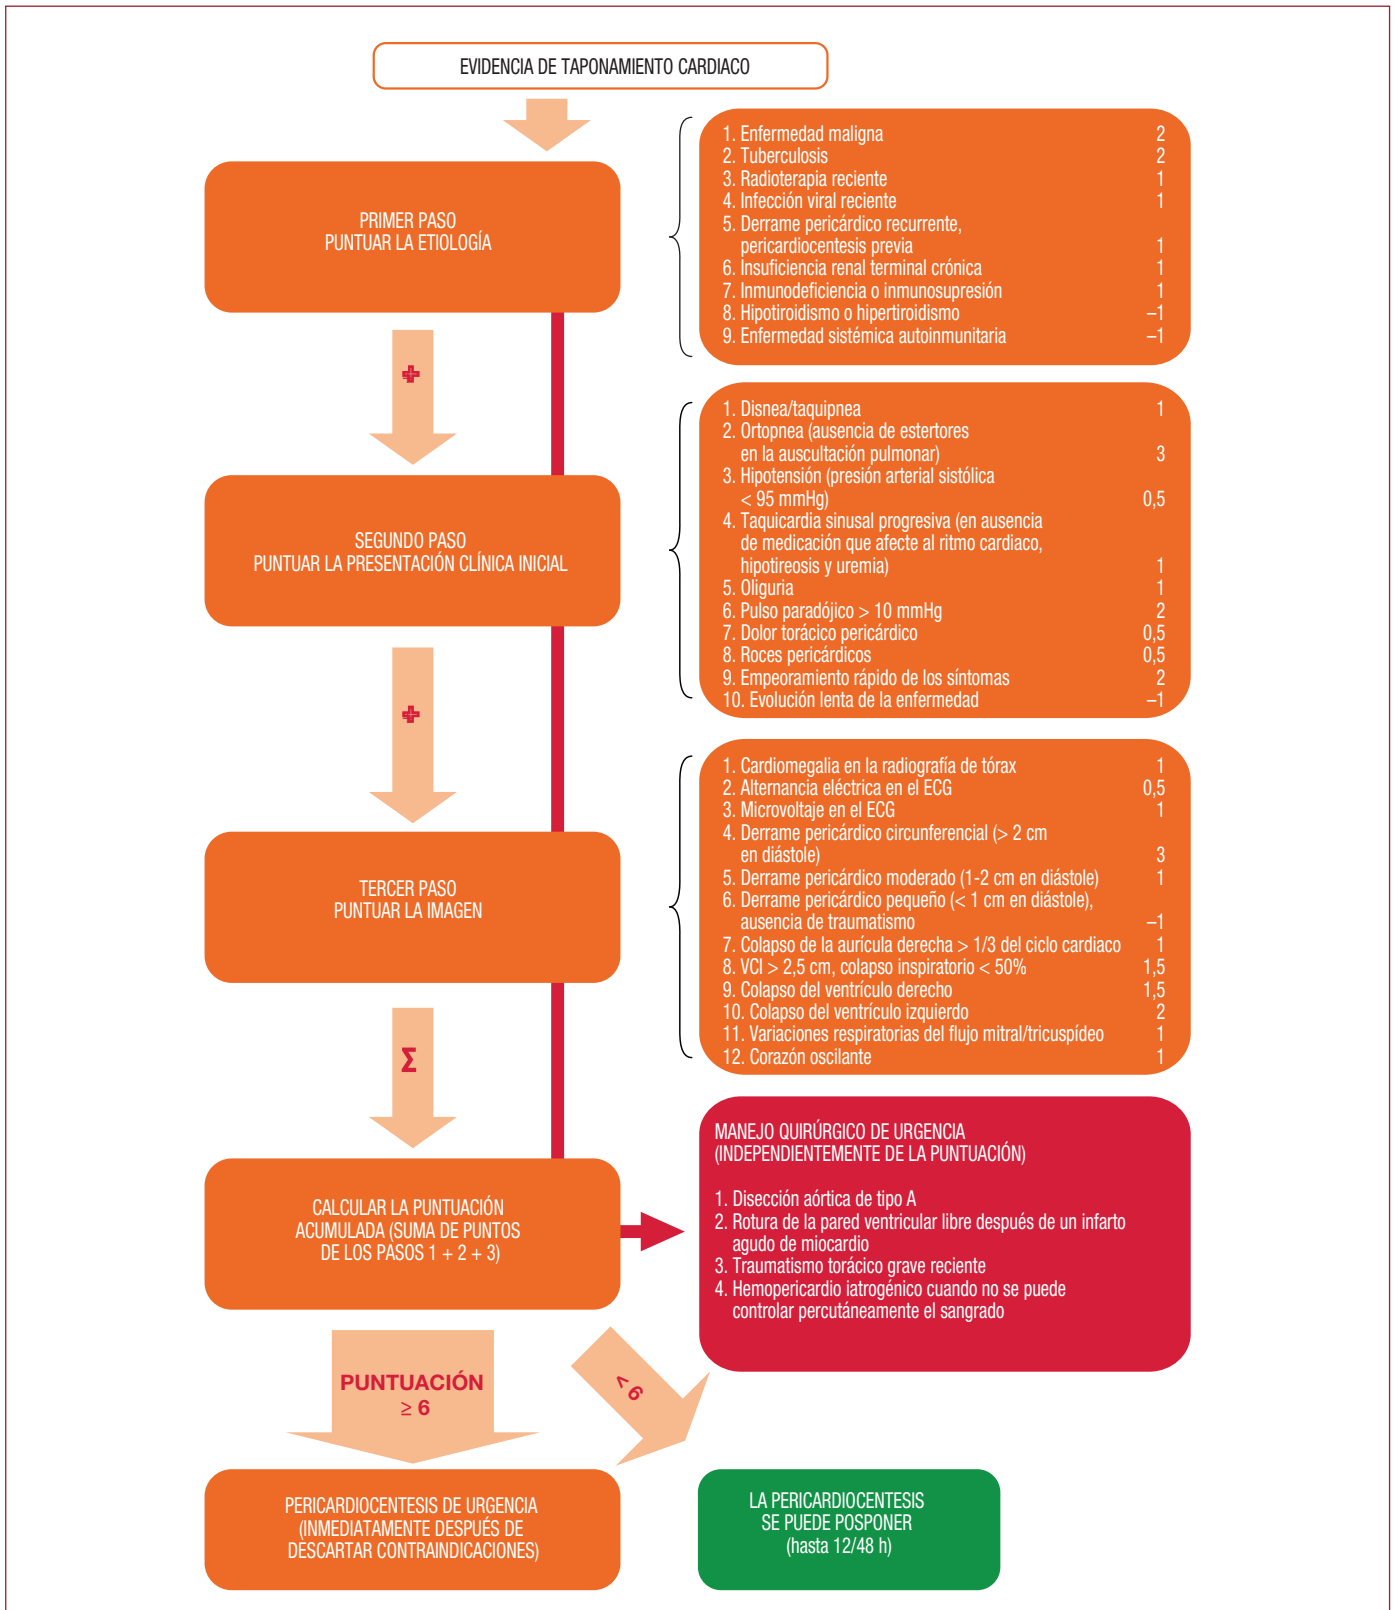 EVIDENCIA DE TAPONAMIENTO CARDIACO
PRIMER PASO
PUNTUAR LA ETIOLOGÍA
1. Enfermedad maligna 2
2. Tuberculosis 2
3. Radioterapia reciente 1
4. Infección viral reciente 1
5. Derrame pericárdico recurrente,
pericardiocentesis previa 1
6. Insuficiencia renal terminal crónica 1
7. Inmunodeficiencia o inmunosupresión 1
8. Hipotiroidismo o hipertiroidismo –1
9. Enfermedad sistémica autoinmunitaria –1
+
SEGUNDO PASO
PUNTUAR LA PRESENTACIÓN CLÍNICA INICIAL
1. Disnea/taquipnea 1
2. Ortopnea (ausencia de estertores
en la auscultación pulmonar) 3
3. Hipotensión (presión arterial sistólica
< 95 mmHg) 0,5
4. Taquicardia sinusal progresiva (en ausencia
de medicación que afecte al ritmo cardiaco,
hipotireosis y uremia) 1
5. Oliguria 1
6. Pulso paradójico > 10 mmHg 2
7. Dolor torácico pericárdico 0,5
8. Roces pericárdicos 0,5
9. Empeoramiento rápido de los síntomas 2
10. Evolución lenta de la enfermedad –1
+
TERCER PASO
PUNTUAR LA IMAGEN
1. Cardiomegalia en la radiografía de tórax 1
2. Alternancia eléctrica en el ECG 0,5
3. Microvoltaje en el ECG 1
4. Derrame pericárdico circunferencial (> 2 cm
en diástole) 3
5. Derrame pericárdico moderado (1-2 cm en diástole) 1
6. Derrame pericárdico pequeño (< 1 cm en diástole),
ausencia de traumatismo –1
7. Colapso de la aurícula derecha > 1/3 del ciclo cardiaco 1
8. VCI > 2,5 cm, colapso inspiratorio < 50% 1,5
9. Colapso del ventrículo derecho 1,5
10. Colapso del ventrículo izquierdo 2
11. Variaciones respiratorias del flujo mitral/tricuspídeo 1
12. Corazón oscilante 1
Σ
CALCULAR LA PUNTUACIÓN
ACUMULADA (SUMA DE PUNTOS
DE LOS PASOS 1 + 2 + 3)
MANEJO QUIRÚRGICO DE URGENCIA
(INDEPENDIENTEMENTE DE LA PUNTUACIÓN)
1. Disección aórtica de tipo A
2. Rotura de la pared ventricular libre después de un infarto
agudo de miocardio
3. Traumatismo torácico grave reciente
4. Hemopericardio iatrogénico cuando no se puede
controlar percutáneamente el sangrado
PUNTUACIÓN
≥ 6
< 6
PERICARDIOCENTESIS DE URGENCIA
(INMEDIATAMENTE DESPUÉS DE
DESCARTAR CONTRAINDICACIONES)
LA PERICARDIOCENTESIS
SE PUEDE POSPONER
(hasta 12/48 h)